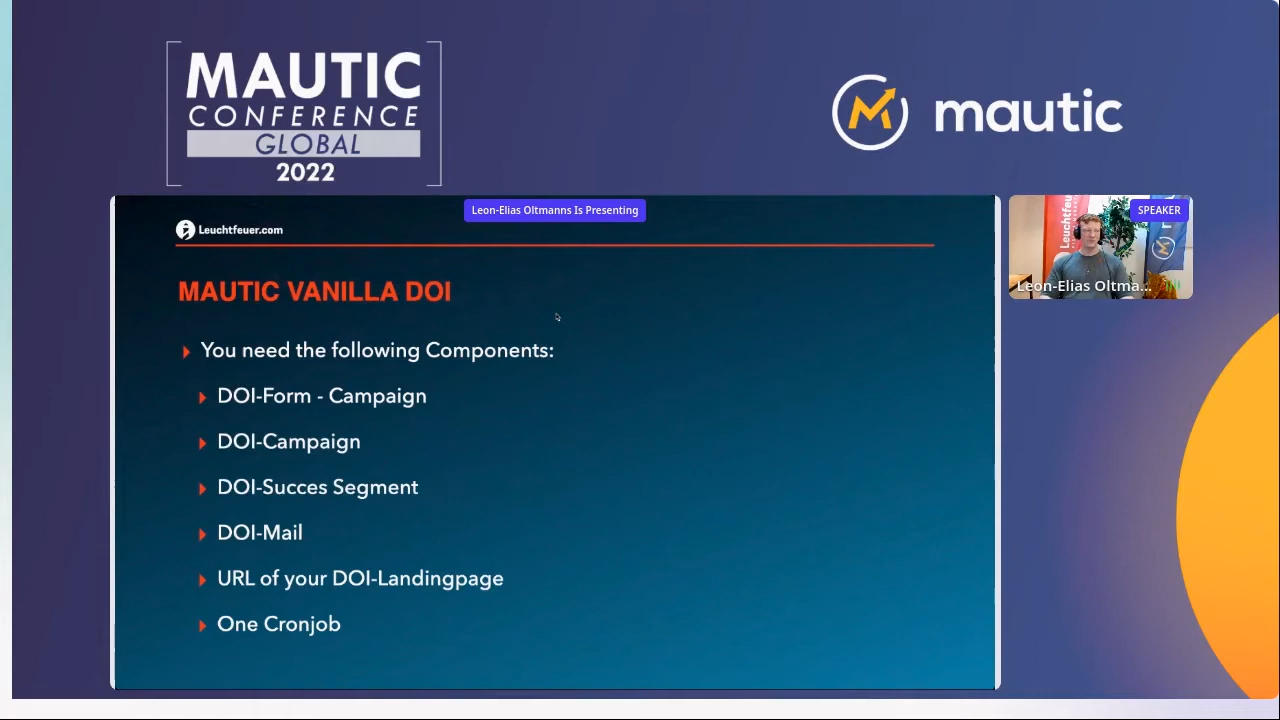 MAUTIC
CONFERENCE
GLOBAL
2022
mautic
Leon-Elias Oltmanns Is Presenting
Leuchtfeuer.com
MAUTIC VANILLA DOI
You need the following Components:
DOI-Form - Campaign
DOI-Campaign
DOI-Succes Segment
DOI-Mail
URL of your DOI-Landingpage
One Cronjob
SPEAKER
Leuchtfeu
Leon-Elias Oltma...